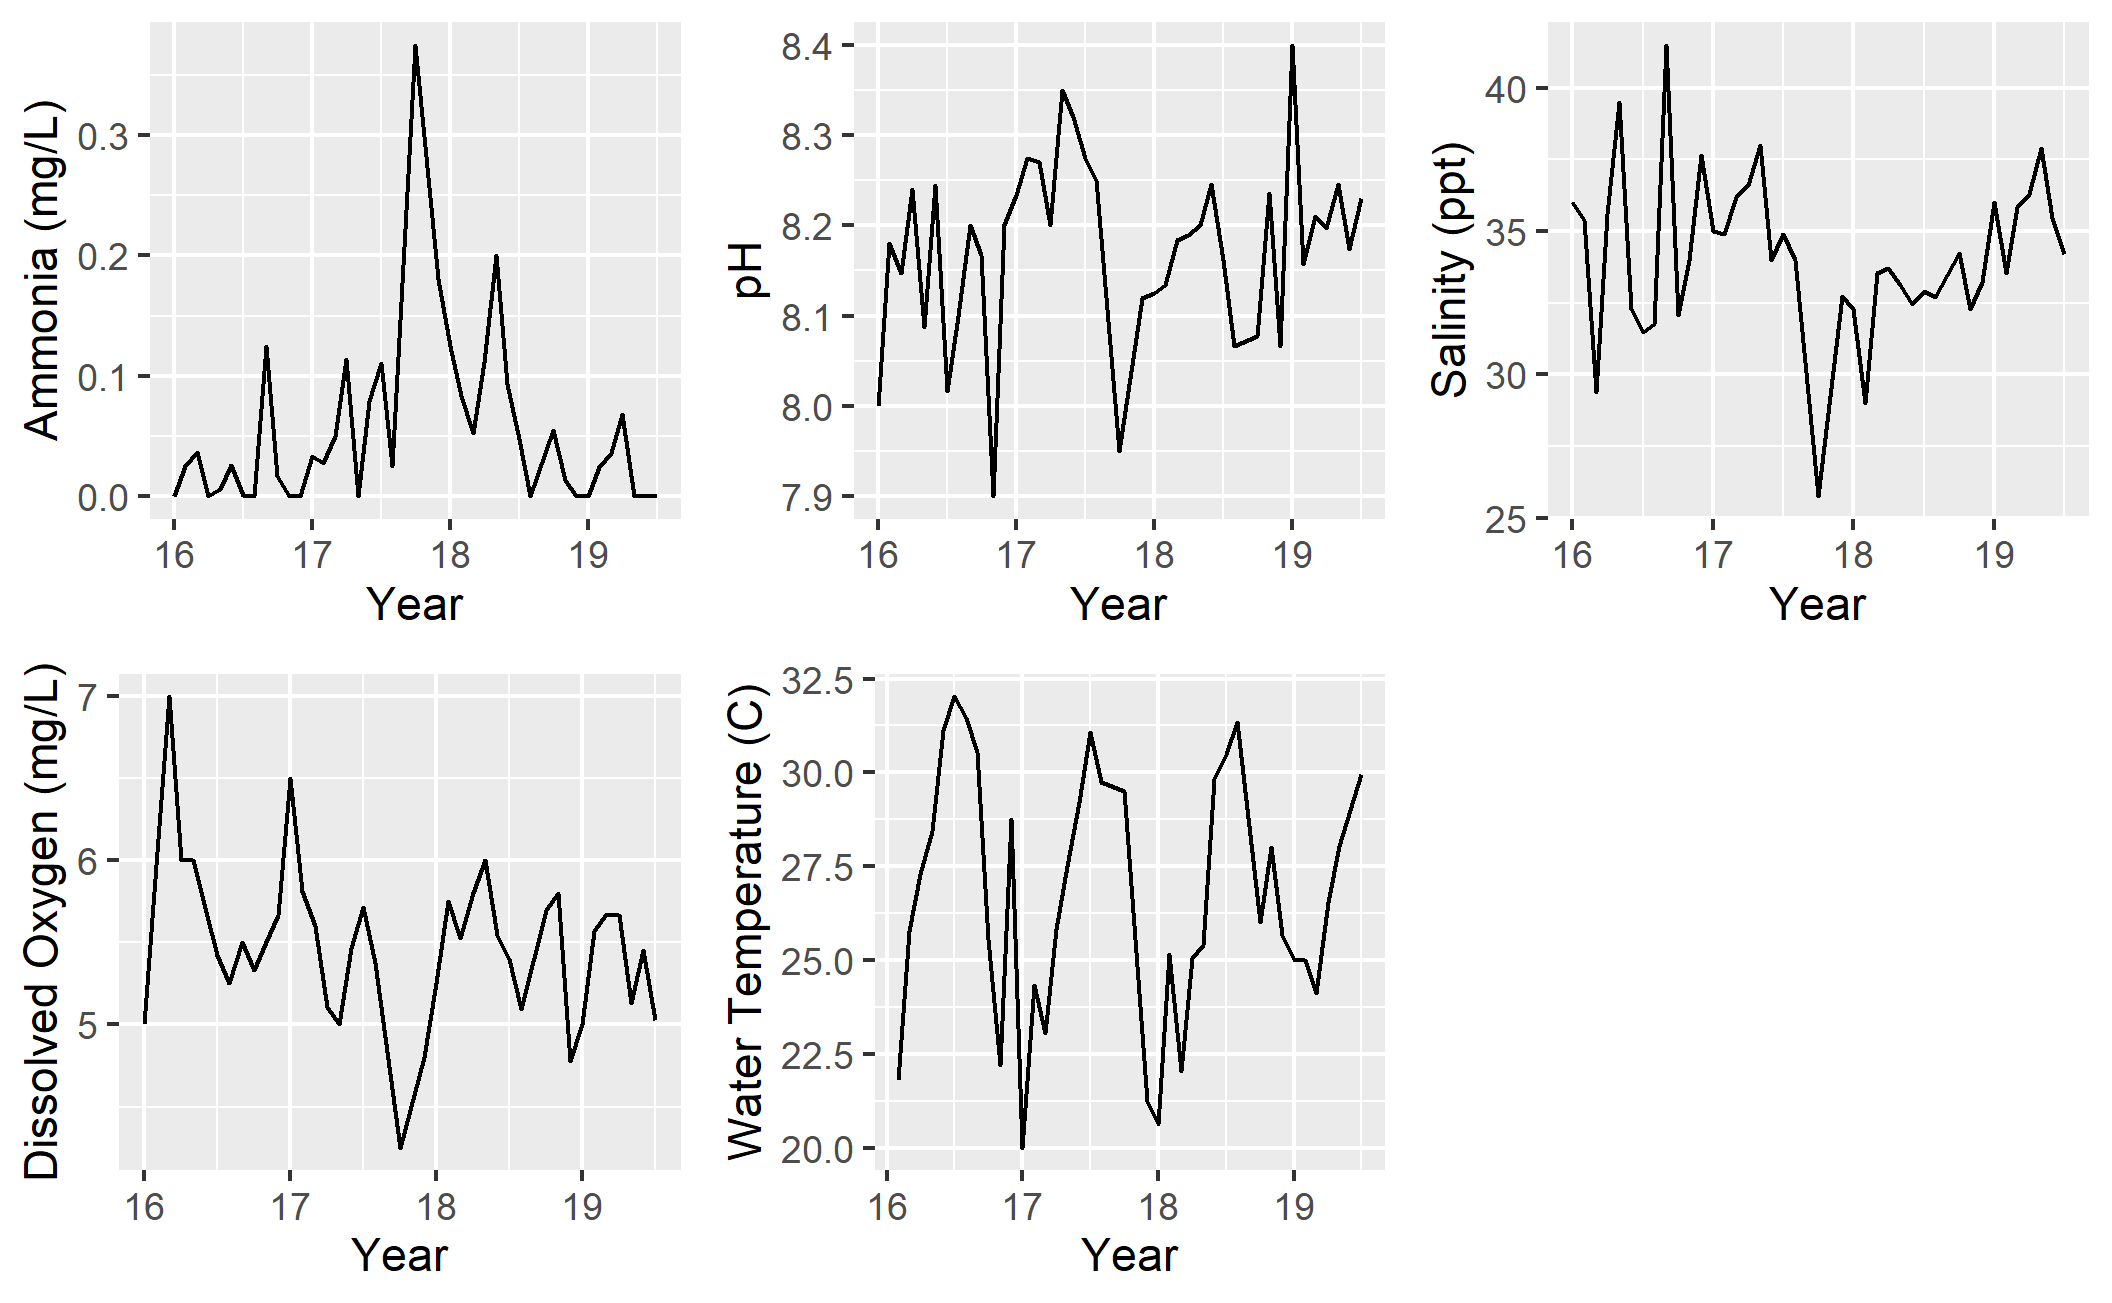 Ammonia (mg/L)
0.3
0.2
0.1
0.0
16 17 18 19
Year
pH
8.4
8.3
8.2
8.1
8.0
7.9
16 17 18 19
Year
Salinity (ppt)
40
35
30
25
16 17 18 19
Year
Dissolved Oxygen (mg/L)
7
6
5
16 17 18 19
Year
Water Temperature (C)
32.5
30.0
27.5
25.0
22.5
20.0
16 17 18 19
Year